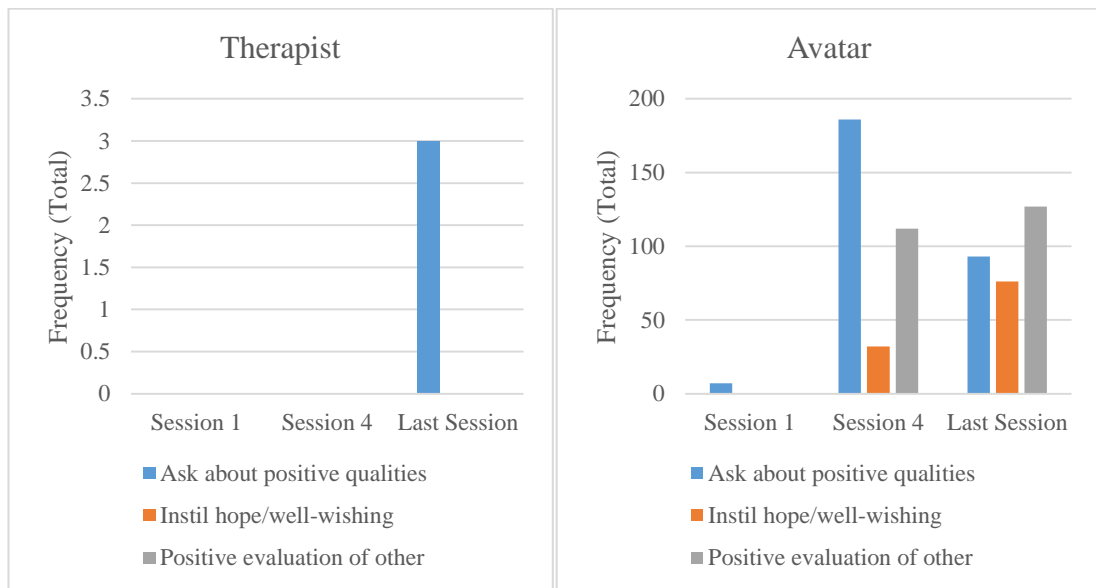 Therapist
Frequency (Total)
3.5
3
2.5
2
1.5
1
0.5
0
Session 1
Session 4
Last Session
Ask about positive qualities
Instil hope/well-wishing
Positive evaluation of other
Avatar
Frequency (Total)
200
150
100
50
0
Session 1
Session 4
Last Session
Ask about positive qualities
Instil hope/well-wishing
Positive evaluation of other